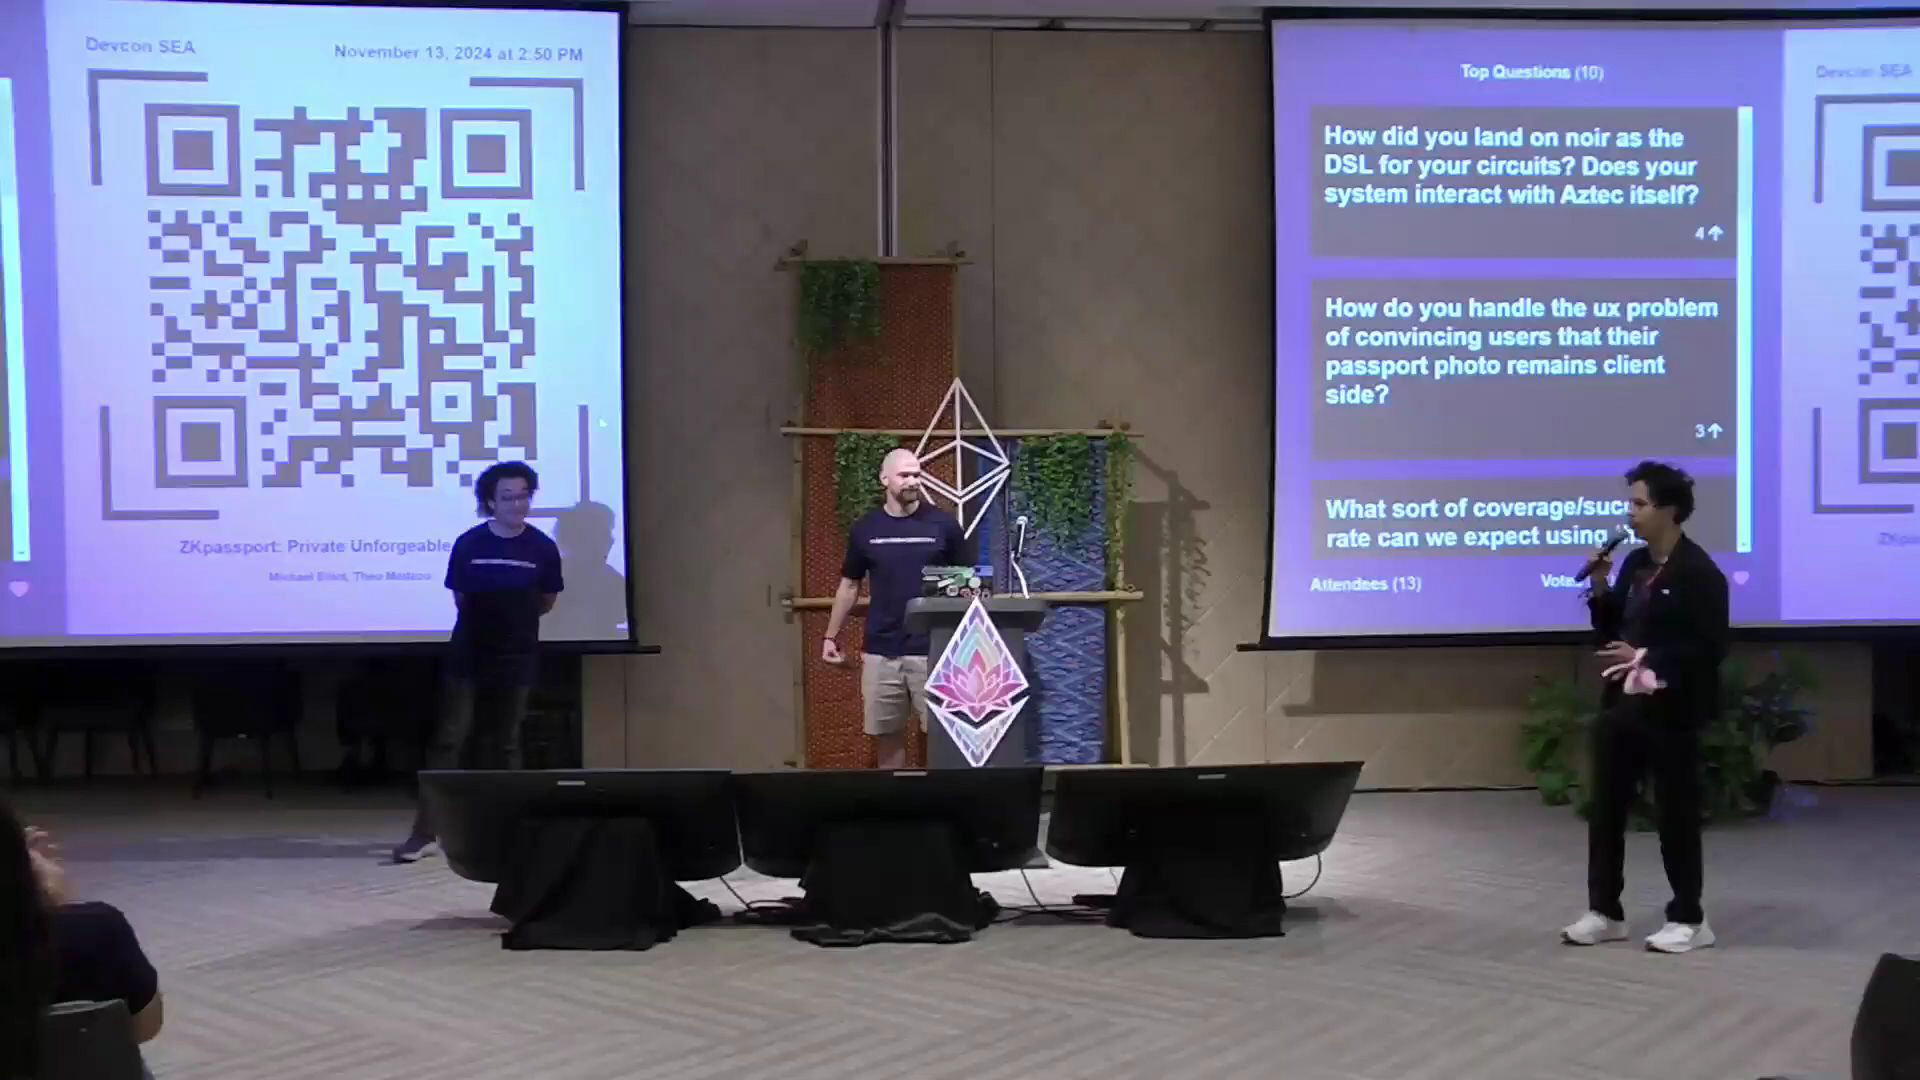 Devcon SEA
November 13, 2024 at 2:50 PM
ZKpassport: Private Unforgeable
Top Questions (10)
How did you land on noir as the
DSL for your circuits? Does your
system interact with Aztec itself?
4
How do you handle the ux problem
of convincing users that their
passport photo remains client
side?
3
What sort of coverage/suc
rate can we expect using
Attendees (13)
Devcon SEA